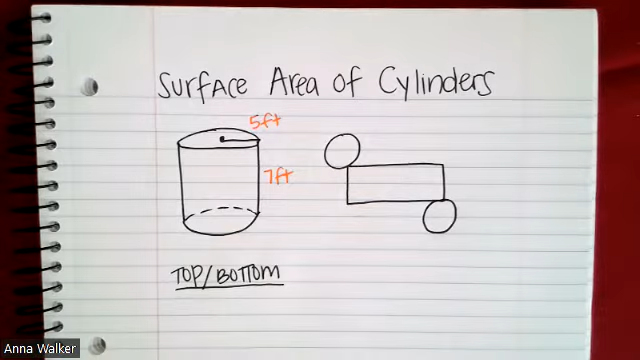 Surface Area of Cylinders
5ft
7ft
TOP/BOTTOM
Anna Walker